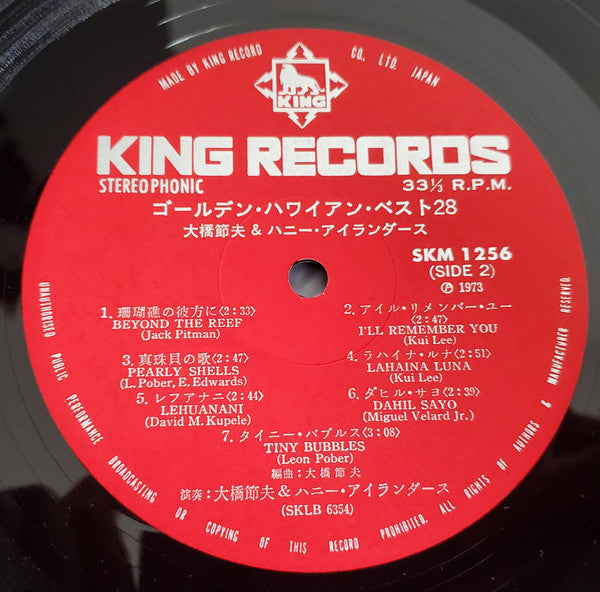 MADE BY KING RECORD CO., LTD. JAPAN
KING
KING RECORDS
STEREOPHONIC 33⅓ R.P.M.
ゴールデン・ハワイアン・ベスト28
大橋節夫 & ハニー・アイランダース
SKM 1256
(SIDE 2)
℗ 1973
1. 珊瑚礁の彼方に〈2:33〉
BEYOND THE REEF
(Jack Pitman)
2. アイル・リメンバー・ユー
〈2:47〉
I'LL REMEMBER YOU
(Kui Lee)
3. 真珠貝の歌〈2:47〉
PEARLY SHELLS
(L. Pober, E. Edwards)
4. ラハイナ・ルナ〈2:51〉
LAHAINA LUNA
(Kui Lee)
5. レフアナニ〈2:44〉
LEHUANANI
(David M. Kupele)
6. ダヒル・サヨ〈2:39〉
DAHIL SAYO
(Miguel Velard Jr.)
7. タイニー・バブルス〈3:08〉
TINY BUBBLES
(Leon Pober)
編曲：大橋節夫
演奏：大橋節夫&ハニー・アイランダース
(SKLB 6354)
UNAUTHORISED PUBLIC PERFORMANCE BROADCASTING OR COPYING OF THIS RECORD PROHIBITED. ALL RIGHTS OF AUTHORS & MANUFACTURER RESERVED.